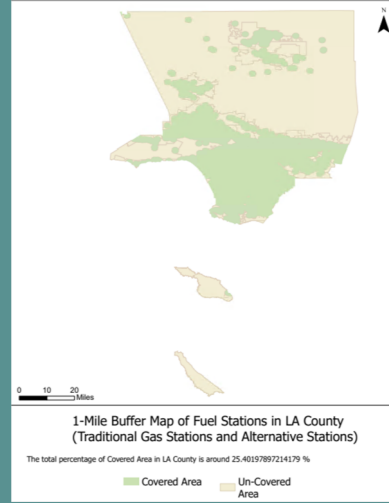 N
0 10 20
Miles
1-Mile Buffer Map of Fuel Stations in LA County
(Traditional Gas Stations and Alternative Stations)
The total percentage of Covered Area in LA County is around 25.40197897214179 %
Covered Area
Un-Covered
Area